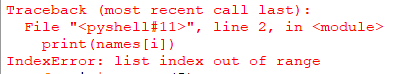 Traceback (most recent call last):
  File "<pyshell#11>", line 2, in <module>
    print(names[i])
IndexError: list index out of range